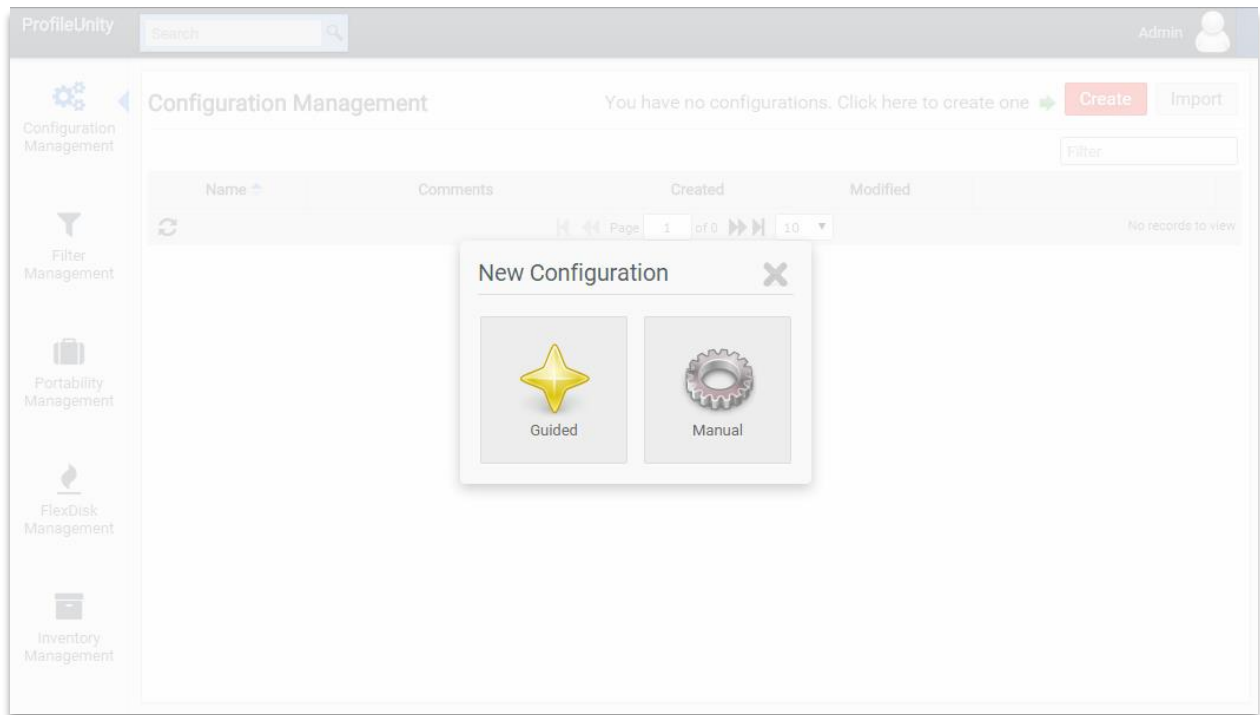 ProfileUnity
Search
Admin
Configuration Management
Configuration Management
You have no configurations. Click here to create one
Create
Import
Filter
Name
Comments
Created
Modified
Page 1 of 0
10
No records to view
Filter
Management
Portability
Management
FlexDisk
Management
Inventory
Management
New Configuration
Guided
Manual